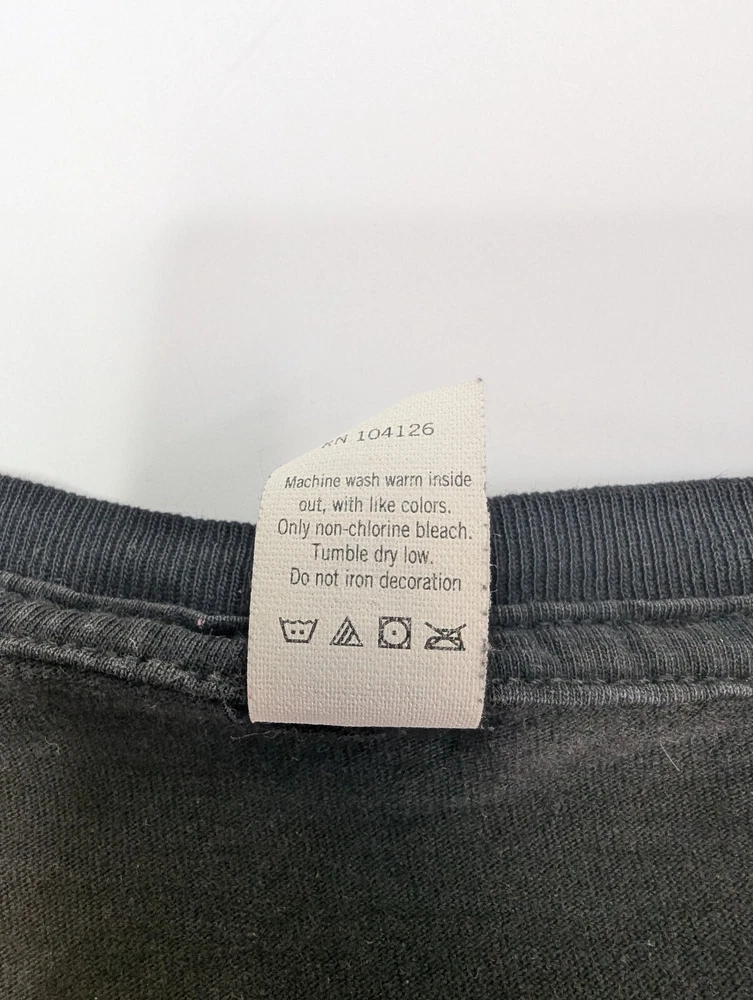 RN 104126
Machine wash warm inside
out, with like colors.
Only non-chlorine bleach.
Tumble dry low.
Do not iron decoration